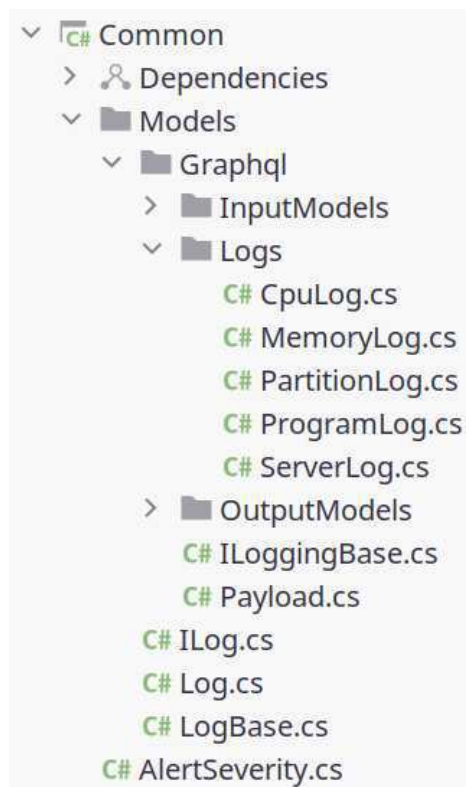 C# Common
Dependencies
Models
Graphql
InputModels
Logs
C# CpuLog.cs
C# MemoryLog.cs
C# PartitionLog.cs
C# ProgramLog.cs
C# ServerLog.cs
OutputModels
C# ILoggingBase.cs
C# Payload.cs
C# ILog.cs
C# Log.cs
C# LogBase.cs
C# AlertSeverity.cs